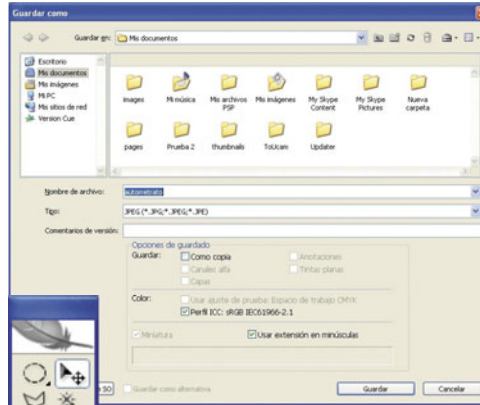 Guardar como
Guardar en: Mis documentos
Escritorio
Mis documentos
Mis imágenes
Mi PC
Mis sitios de red
Version Cue
images
Mi música
Mis archivos PSP
Mis imágenes
My Skype Content
My Skype Pictures
Nueva carpeta
pages
Prueba 2
thumbnails
ToUcam
Updater
Nombre de archivo: autorretrato
Tipo: JPEG (*.JPG;*.JPEG;*.JPE)
Comentarios de versión:
Opciones de guardado
Guardar: Como copia Anotaciones
Canales alfa Tintas planas
Capas
Color: Usar ajuste de prueba: Espacio de trabajo CMYK
Perfil ICC: sRGB IEC61966-2.1
Miniatura Usar extensión en minúsculas
SO Guardar como alternativa Guardar Cancelar